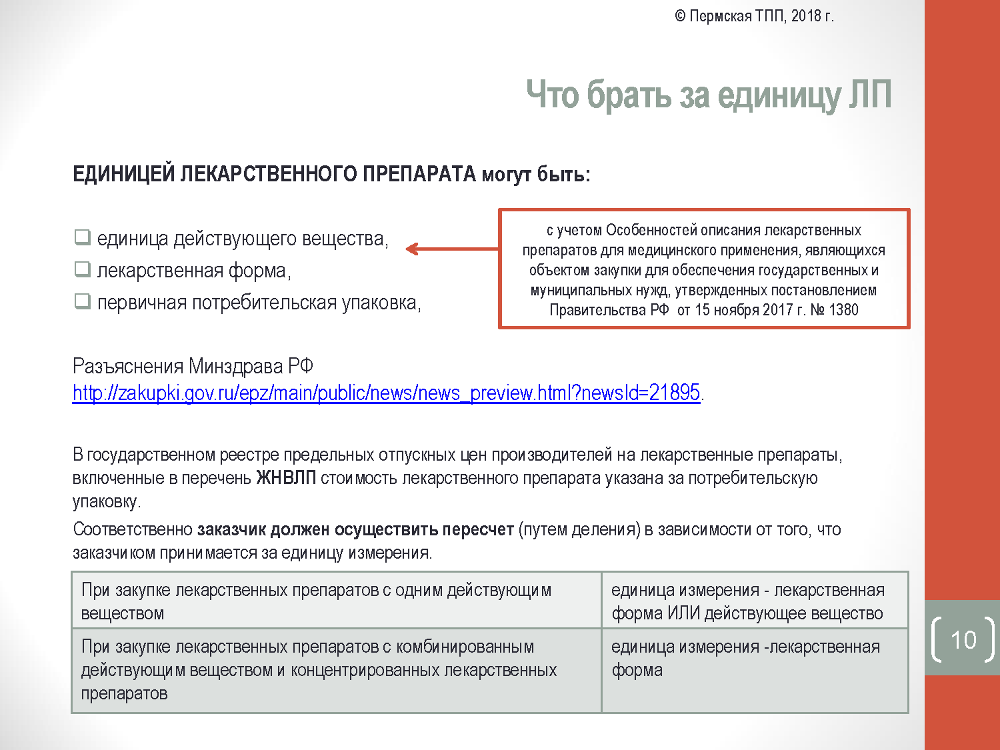 © Пермская ТПП, 2018 г.
Что брать за единицу ЛП
ЕДИНИЦЕЙ ЛЕКАРСТВЕННОГО ПРЕПАРАТА могут быть:
единица действующего вещества,
лекарственная форма,
первичная потребительская упаковка,
с учетом Особенностей описания лекарственных
препаратов для медицинского применения, являющихся
объектом закупки для обеспечения государственных и
муниципальных нужд, утвержденных постановлением
Правительства РФ от 15 ноября 2017 г. № 1380
Разъяснения Минздрава РФ
http://zakupki.gov.ru/epz/main/public/news/news_preview.html?newsId=21895.
В государственном реестре предельных отпускных цен производителей на лекарственные препараты,
включенные в перечень ЖНВЛП стоимость лекарственного препарата указана за потребительскую
упаковку.
Соответственно заказчик должен осуществить пересчет (путем деления) в зависимости от того, что
заказчиком принимается за единицу измерения.
При закупке лекарственных препаратов с одним действующим
веществом
единица измерения - лекарственная
форма ИЛИ действующее вещество
При закупке лекарственных препаратов с комбинированным
действующим веществом и концентрированных лекарственных
препаратов
единица измерения -лекарственная
форма
10